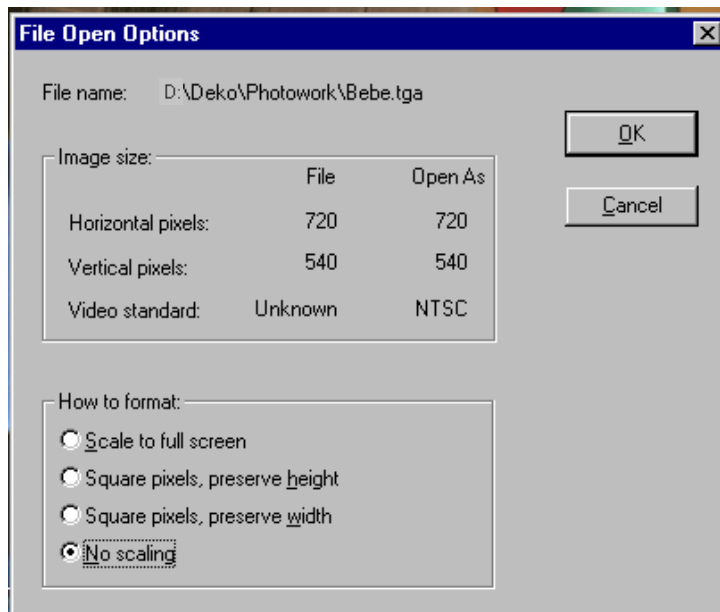 File Open Options
File name: D:\Deko\Photowork\Bebe.tga
OK
Image size:
File Open As
Horizontal pixels: 720 720
Cancel
Vertical pixels: 540 540
Video standard: Unknown NTSC
How to format:
Scale to full screen
Square pixels, preserve height
Square pixels, preserve width
No scaling